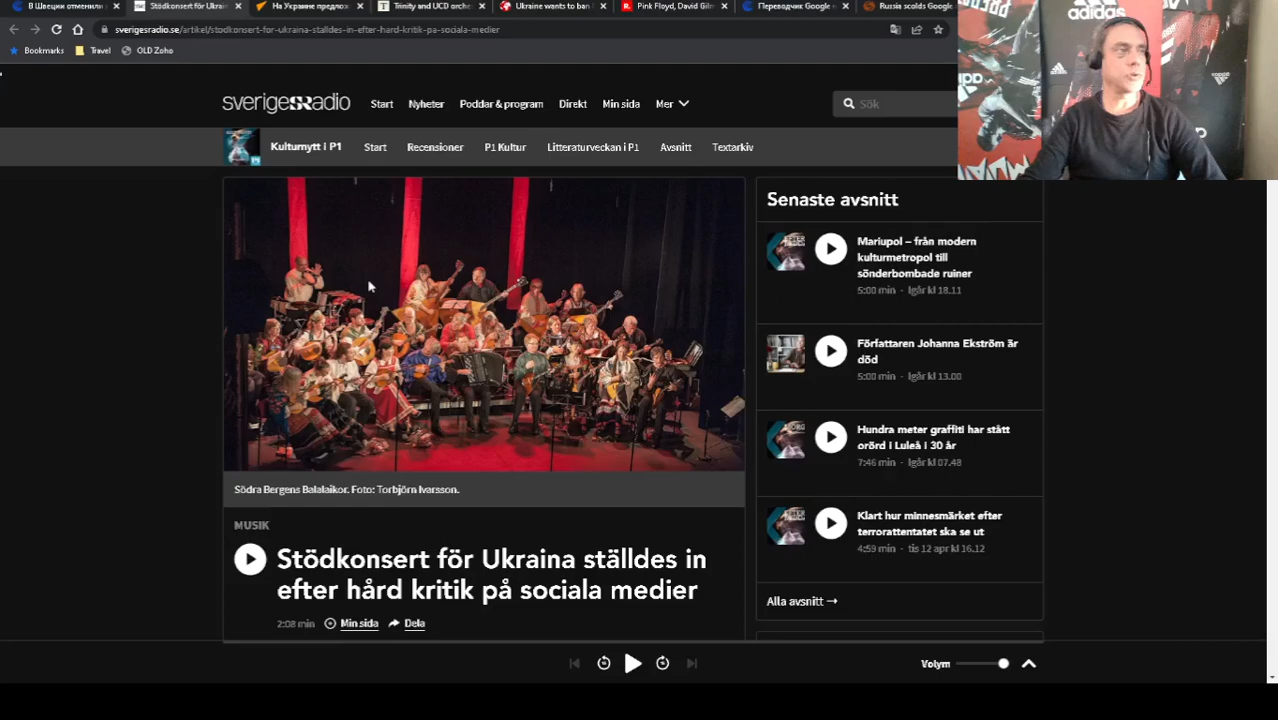 В Швеции отменили
Stödkonsert för Ukrain
На Украине предлож
Trinity and UCD orche
Ukraine wants to ban
Pink Floyd, David Gilm
Переводчик Google
Russia scolds Google
sverigesradio.se/artikel/stodkonsert-for-ukraina-stalldes-in-efter-hard-kritik-pa-sociala-medier
Bookmarks Travel OLD Zoho
adidas
sverigesradio Start Nyheter Poddar & program Direkt Min sida Mer Sök
Kulturnytt i P1 Start Recensioner P1 Kultur Litteraturveckan i P1 Avsnitt Textarkiv
Södra Bergens Balalaikor. Foto: Torbjörn Ivarsson.
MUSIK
Stödkonsert för Ukraina ställdes in
efter hård kritik på sociala medier
2:08 min Min sida Dela
Senaste avsnitt
Mariupol – från modern
kulturmetropol till
sönderbombade ruiner
5:00 min · Igår kl 18.11
Författaren Johanna Ekström är
död
5:00 min · Igår kl 13.00
Hundra meter graffiti har stått
orörd i Luleå i 30 år
7:46 min · Igår kl 07.48
Klart hur minnesmärket efter
terrorattentatet ska se ut
4:59 min · tis 12 apr kl 16.12
Alla avsnitt →
Volym